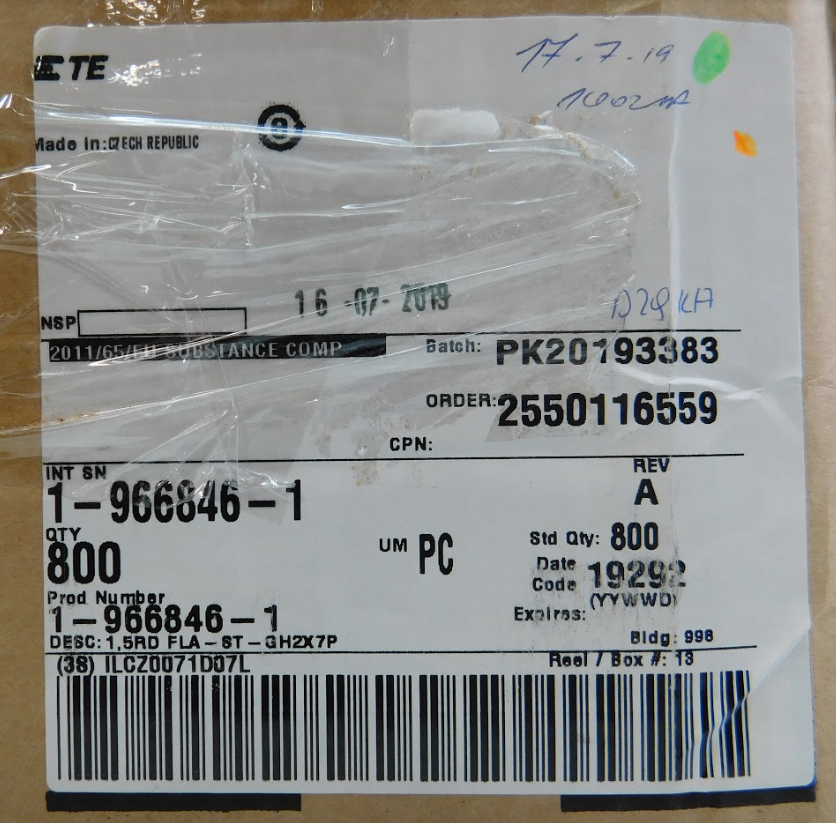 TE
17.7.19
e
Made in:CZECH REPUBLIC
16-07-2019
NSP
2011/65/EU SUBSTANCE COMP
Batch: PK20193383
ORDER:2550116559
CPN:
INT SN
REV
1-966846-1
A
QTY
800
UM PC
Std Qty: 800
Date Code 19292
(YYWWD)
Prod Number
1-966846-1
Expires:
DESC: 1,5RD FLA-ST-GH2X7P
Bldg: 998
(3S) ILCZ0071D07L
Reel / Box #: 13